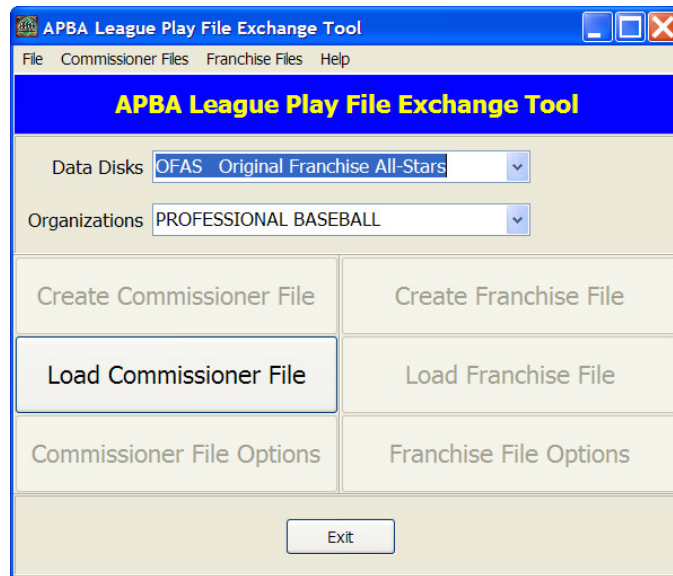 APBA League Play File Exchange Tool
File Commissioner Files Franchise Files Help
APBA League Play File Exchange Tool
Data Disks OFAS Original Franchise All-Stars
Organizations PROFESSIONAL BASEBALL
Create Commissioner File Create Franchise File
Load Commissioner File Load Franchise File
Commissioner File Options Franchise File Options
Exit